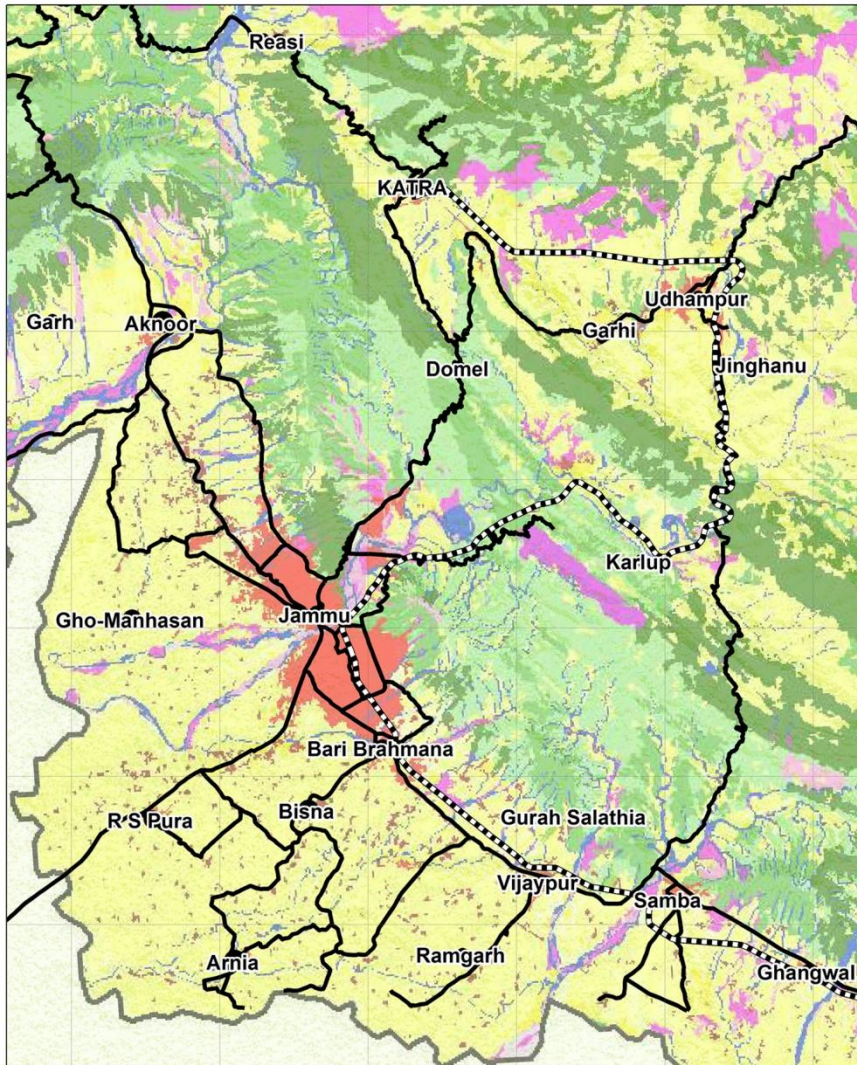 Reasi
KATRA
Udhampur
Garh
Aknoor
Garhi
Domel
Jinghanu
Karlup
Jammu
Gho-Manhasan
Bari Brahmana
Bisna
R S Pura
Gurah Salathia
Vijaypur
Samba
Arnia
Ramgarh
Ghangwal